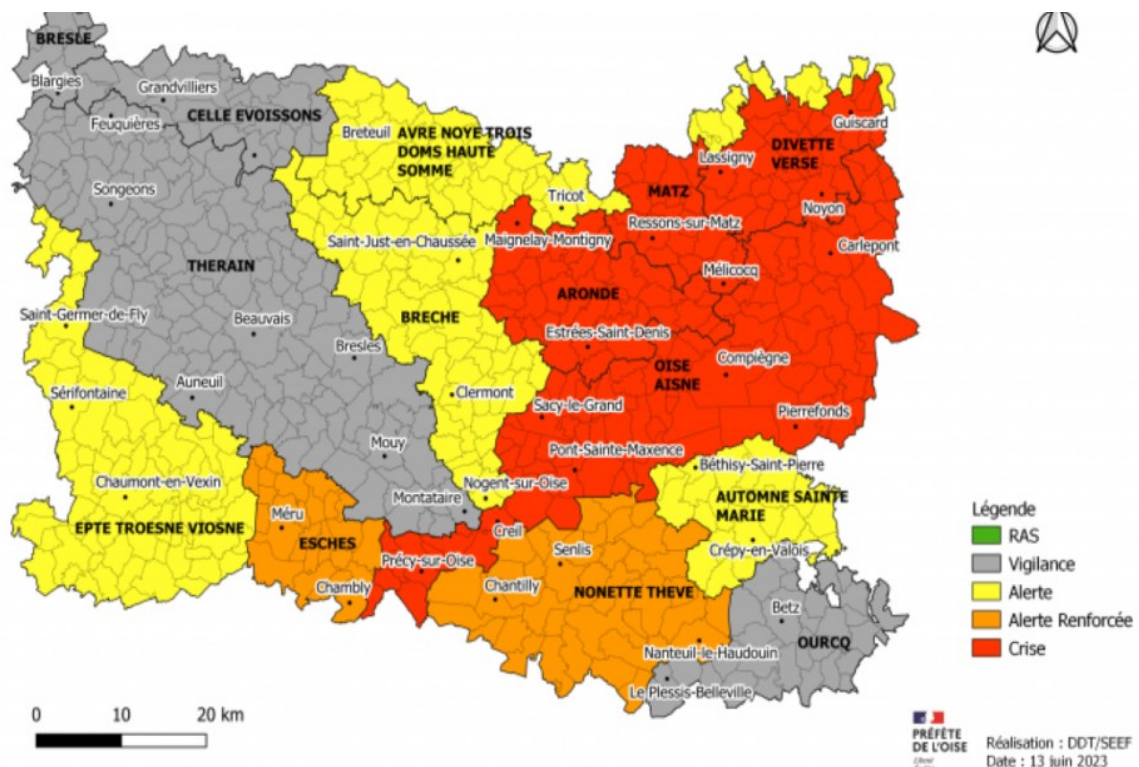 BRESLE
Blargies
Grandvilliers
CELLE EVOISSONS
Feuquières
Breteuil
AVRE NOYE TROIS
DOMS HAUTE
SOMME
Guiscard
DIVETTE
VERSE
Lassigny
Songeons
Tricot
MATZ
Noyon
Ressons-sur-Matz
Maignelay-Montigny
Saint-Just-en-Chaussée
Carlepont
THERAIN
Mélicocq
ARONDE
Saint-Germer-de-Fly
Beauvais
BRECHE
Estrées-Saint-Denis
Bresles
OISE
AISNE
Compiègne
Auneuil
Sérifontaine
Clermont
Sacy-le-Grand
Pierrefonds
Mouy
Pont-Sainte-Maxence
Béthisy-Saint-Pierre
Chaumont-en-Vexin
Nogent-sur-Oise
Montataire
AUTOMNE SAINTE
MARIE
Méru
EPTE TROESNE VIOSNE
Creil
ESCHES
Senlis
Crépy-en-Valois
Précy-sur-Oise
Chambly
Chantilly
NONETTE THEVE
Betz
OURCQ
Nanteuil-le-Haudouin
Le Plessis-Belleville
Légende
RAS
Vigilance
Alerte
Alerte Renforcée
Crise
0 10 20 km
PRÉFÈTE
DE L'OISE
Réalisation : DDT/SEEF
Date : 13 juin 2023